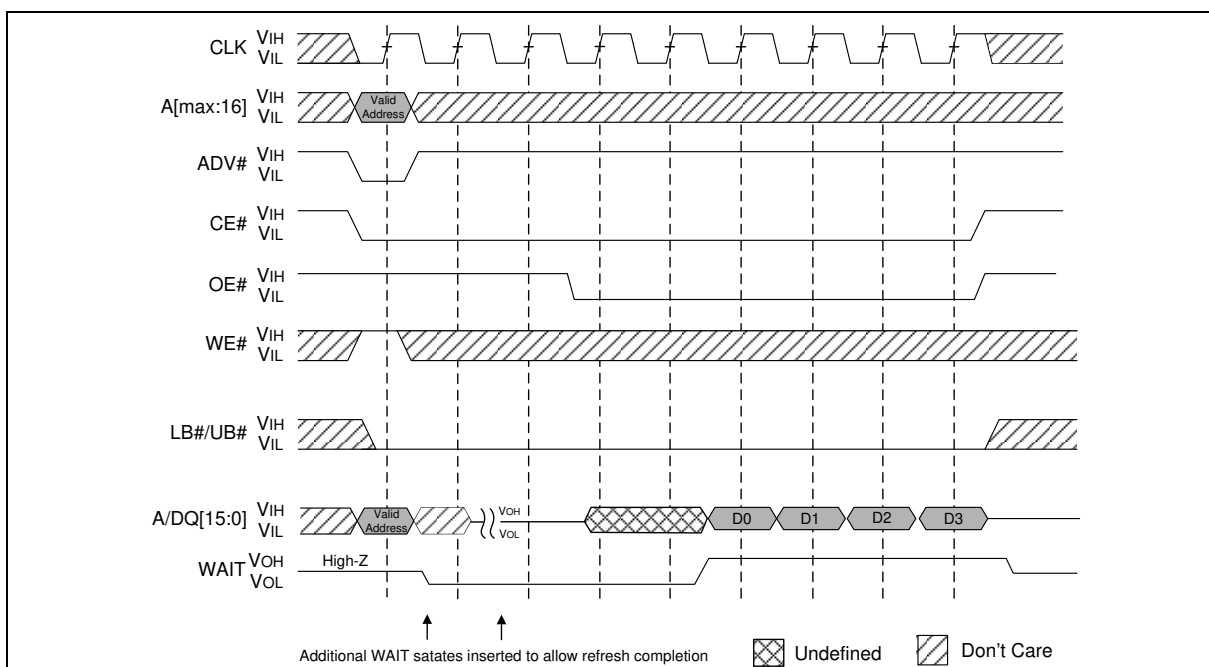 CLK VIH
VIL
A[max:16] VIH
VIL
Valid
Address
ADV# VIH
VIL
CE# VIH
VIL
OE# VIH
VIL
WE# VIH
VIL
LB#/UB# VIH
VIL
A/DQ[15:0] VIH
VIL
Valid
Address
VOH
VOL
D0 D1 D2 D3
WAIT VOH
VOL
High-Z
Additional WAIT satates inserted to allow refresh completion
Undefined
Don't Care